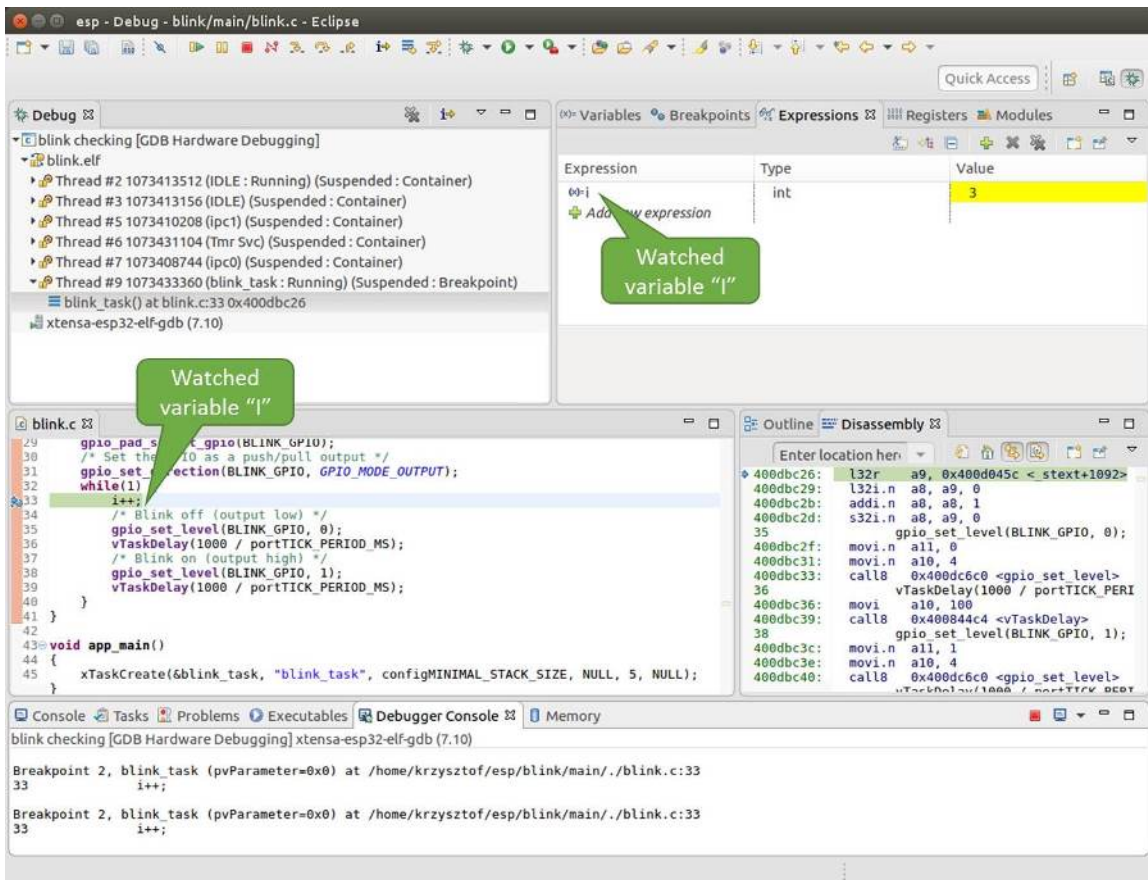 esp - Debug - blink/main/blink.c - Eclipse
Quick Access
Debug
blink checking [GDB Hardware Debugging]
blink.elf
Thread #2 1073413512 (IDLE : Running) (Suspended : Container)
Thread #3 1073413156 (IDLE) (Suspended : Container)
Thread #5 1073410208 (ipc1) (Suspended : Container)
Thread #6 1073431104 (Tmr Svc) (Suspended : Container)
Thread #7 1073408744 (ipc0) (Suspended : Container)
Thread #9 1073433360 (blink_task : Running) (Suspended : Breakpoint)
blink_task() at blink.c:33 0x400dbc26
xtensa-esp32-elf-gdb (7.10)
(x)= Variables Breakpoints Expressions Registers Modules
Expression Type Value
(x)= i int 3
Add new expression
Watched
variable “I”
Watched
variable “I”
blink.c
29 gpio_pad_s t_gpio(BLINK_GPIO);
30 /* Set the IO as a push/pull output */
31 gpio_set_ rection(BLINK_GPIO, GPIO_MODE_OUTPUT);
32 while(1)
33 i++;
34 /* Blink off (output low) */
35 gpio_set_level(BLINK_GPIO, 0);
36 vTaskDelay(1000 / portTICK_PERIOD_MS);
37 /* Blink on (output high) */
38 gpio_set_level(BLINK_GPIO, 1);
39 vTaskDelay(1000 / portTICK_PERIOD_MS);
40 }
41 }
42
43 void app_main()
44 {
45 xTaskCreate(&blink_task, "blink_task", configMINIMAL_STACK_SIZE, NULL, 5, NULL);
}
Outline Disassembly
Enter location her
400dbc26: l32r a9, 0x400d045c <_stext+1092>
400dbc29: l32i.n a8, a9, 0
400dbc2b: addi.n a8, a8, 1
400dbc2d: s32i.n a8, a9, 0
35 gpio_set_level(BLINK_GPIO, 0);
400dbc2f: movi.n a11, 0
400dbc31: movi.n a10, 4
400dbc33: call8 0x400dc6c0 <gpio_set_level>
36 vTaskDelay(1000 / portTICK_PERI
400dbc36: movi a10, 100
400dbc39: call8 0x400844c4 <vTaskDelay>
38 gpio_set_level(BLINK_GPIO, 1);
400dbc3c: movi.n a11, 1
400dbc3e: movi.n a10, 4
400dbc40: call8 0x400dc6c0 <gpio_set_level>
vTaskDelay(1000 / portTICK_PERI
Console Tasks Problems Executables Debugger Console Memory
blink checking [GDB Hardware Debugging] xtensa-esp32-elf-gdb (7.10)
Breakpoint 2, blink_task (pvParameter=0x0) at /home/krzysztof/esp/blink/main/./blink.c:33
33 i++;
Breakpoint 2, blink_task (pvParameter=0x0) at /home/krzysztof/esp/blink/main/./blink.c:33
33 i++;